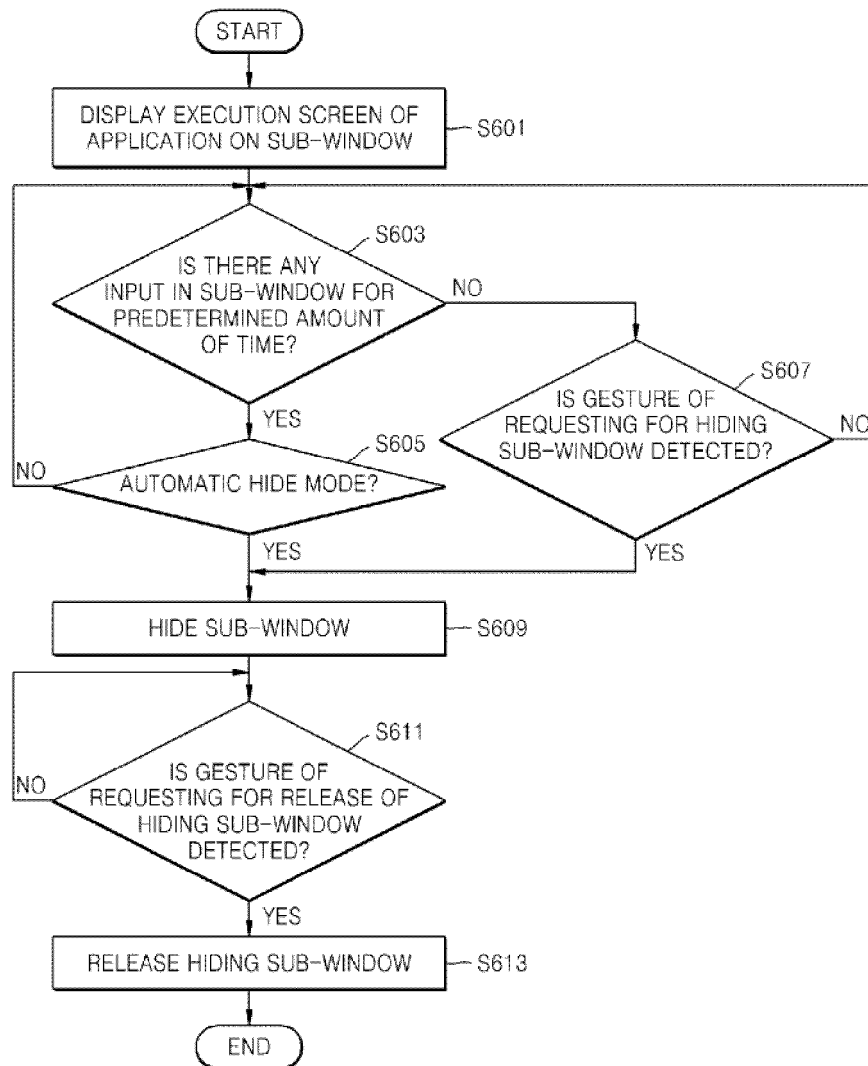 START
DISPLAY EXECUTION SCREEN OF
APPLICATION ON SUB-WINDOW
S601
S603
IS THERE ANY
INPUT IN SUB-WINDOW FOR
PREDETERMINED AMOUNT
OF TIME?
NO
YES
S607
IS GESTURE OF
REQUESTING FOR HIDING
SUB-WINDOW DETECTED?
NO
YES
S605
AUTOMATIC HIDE MODE?
NO
YES
HIDE SUB-WINDOW
S609
S611
IS GESTURE OF
REQUESTING FOR RELEASE OF
HIDING SUB-WINDOW
DETECTED?
NO
YES
RELEASE HIDING SUB-WINDOW
S613
END